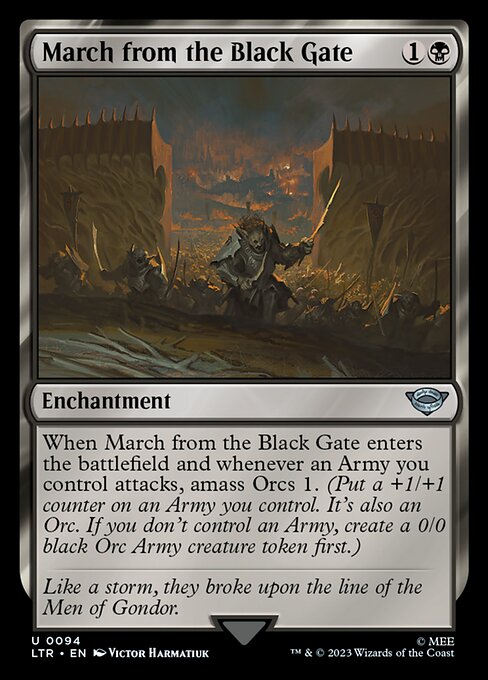 March from the Black Gate 1
Enchantment
When March from the Black Gate enters
the battlefield and whenever an Army you
control attacks, amass Orcs 1. (Put a +1/+1
counter on an Army you control. It's also an
Orc. If you don't control an Army, create a 0/0
black Orc Army creature token first.)
Like a storm, they broke upon the line of the
Men of Gondor.
U 0094
LTR • EN Victor Harmatiuk
© MEE
™ & © 2023 Wizards of the Coast